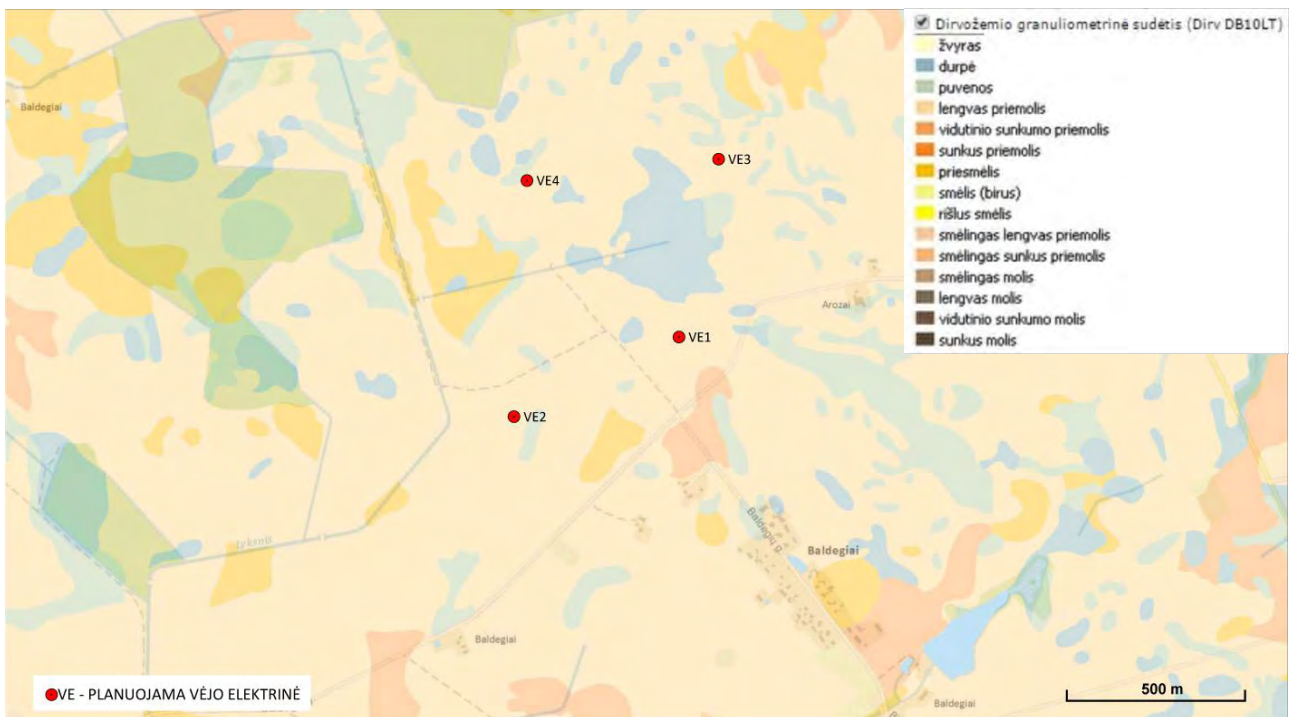 Dirvožemio granuliometrinė sudėtis (Dirv DB10LT)
žvyras
durpė
puvenos
lengvas priemolis
vidutinio sunkumo priemolis
sunkus priemolis
priesmėlis
smėlis (birus)
rišlus smėlis
smėlingas lengvas priemolis
smėlingas sunkus priemolis
smėlingas molis
lengvas molis
vidutinio sunkumo molis
sunkus molis
Baldegiai
VE3
VE4
Arozai
VE1
VE2
Baldegių g.
Lyksuti
Baldegiai
Baldegiai
Baldegiai
VE - PLANUOJAMA VĖJO ELEKTRINĖ
500 m